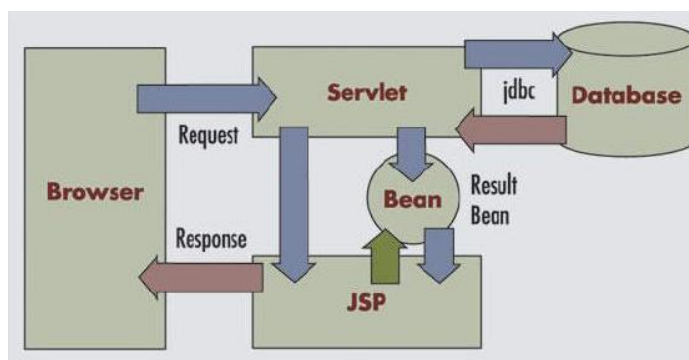 Servlet
jdbc
Database
Request
Browser
Bean
Result
Bean
Response
JSP